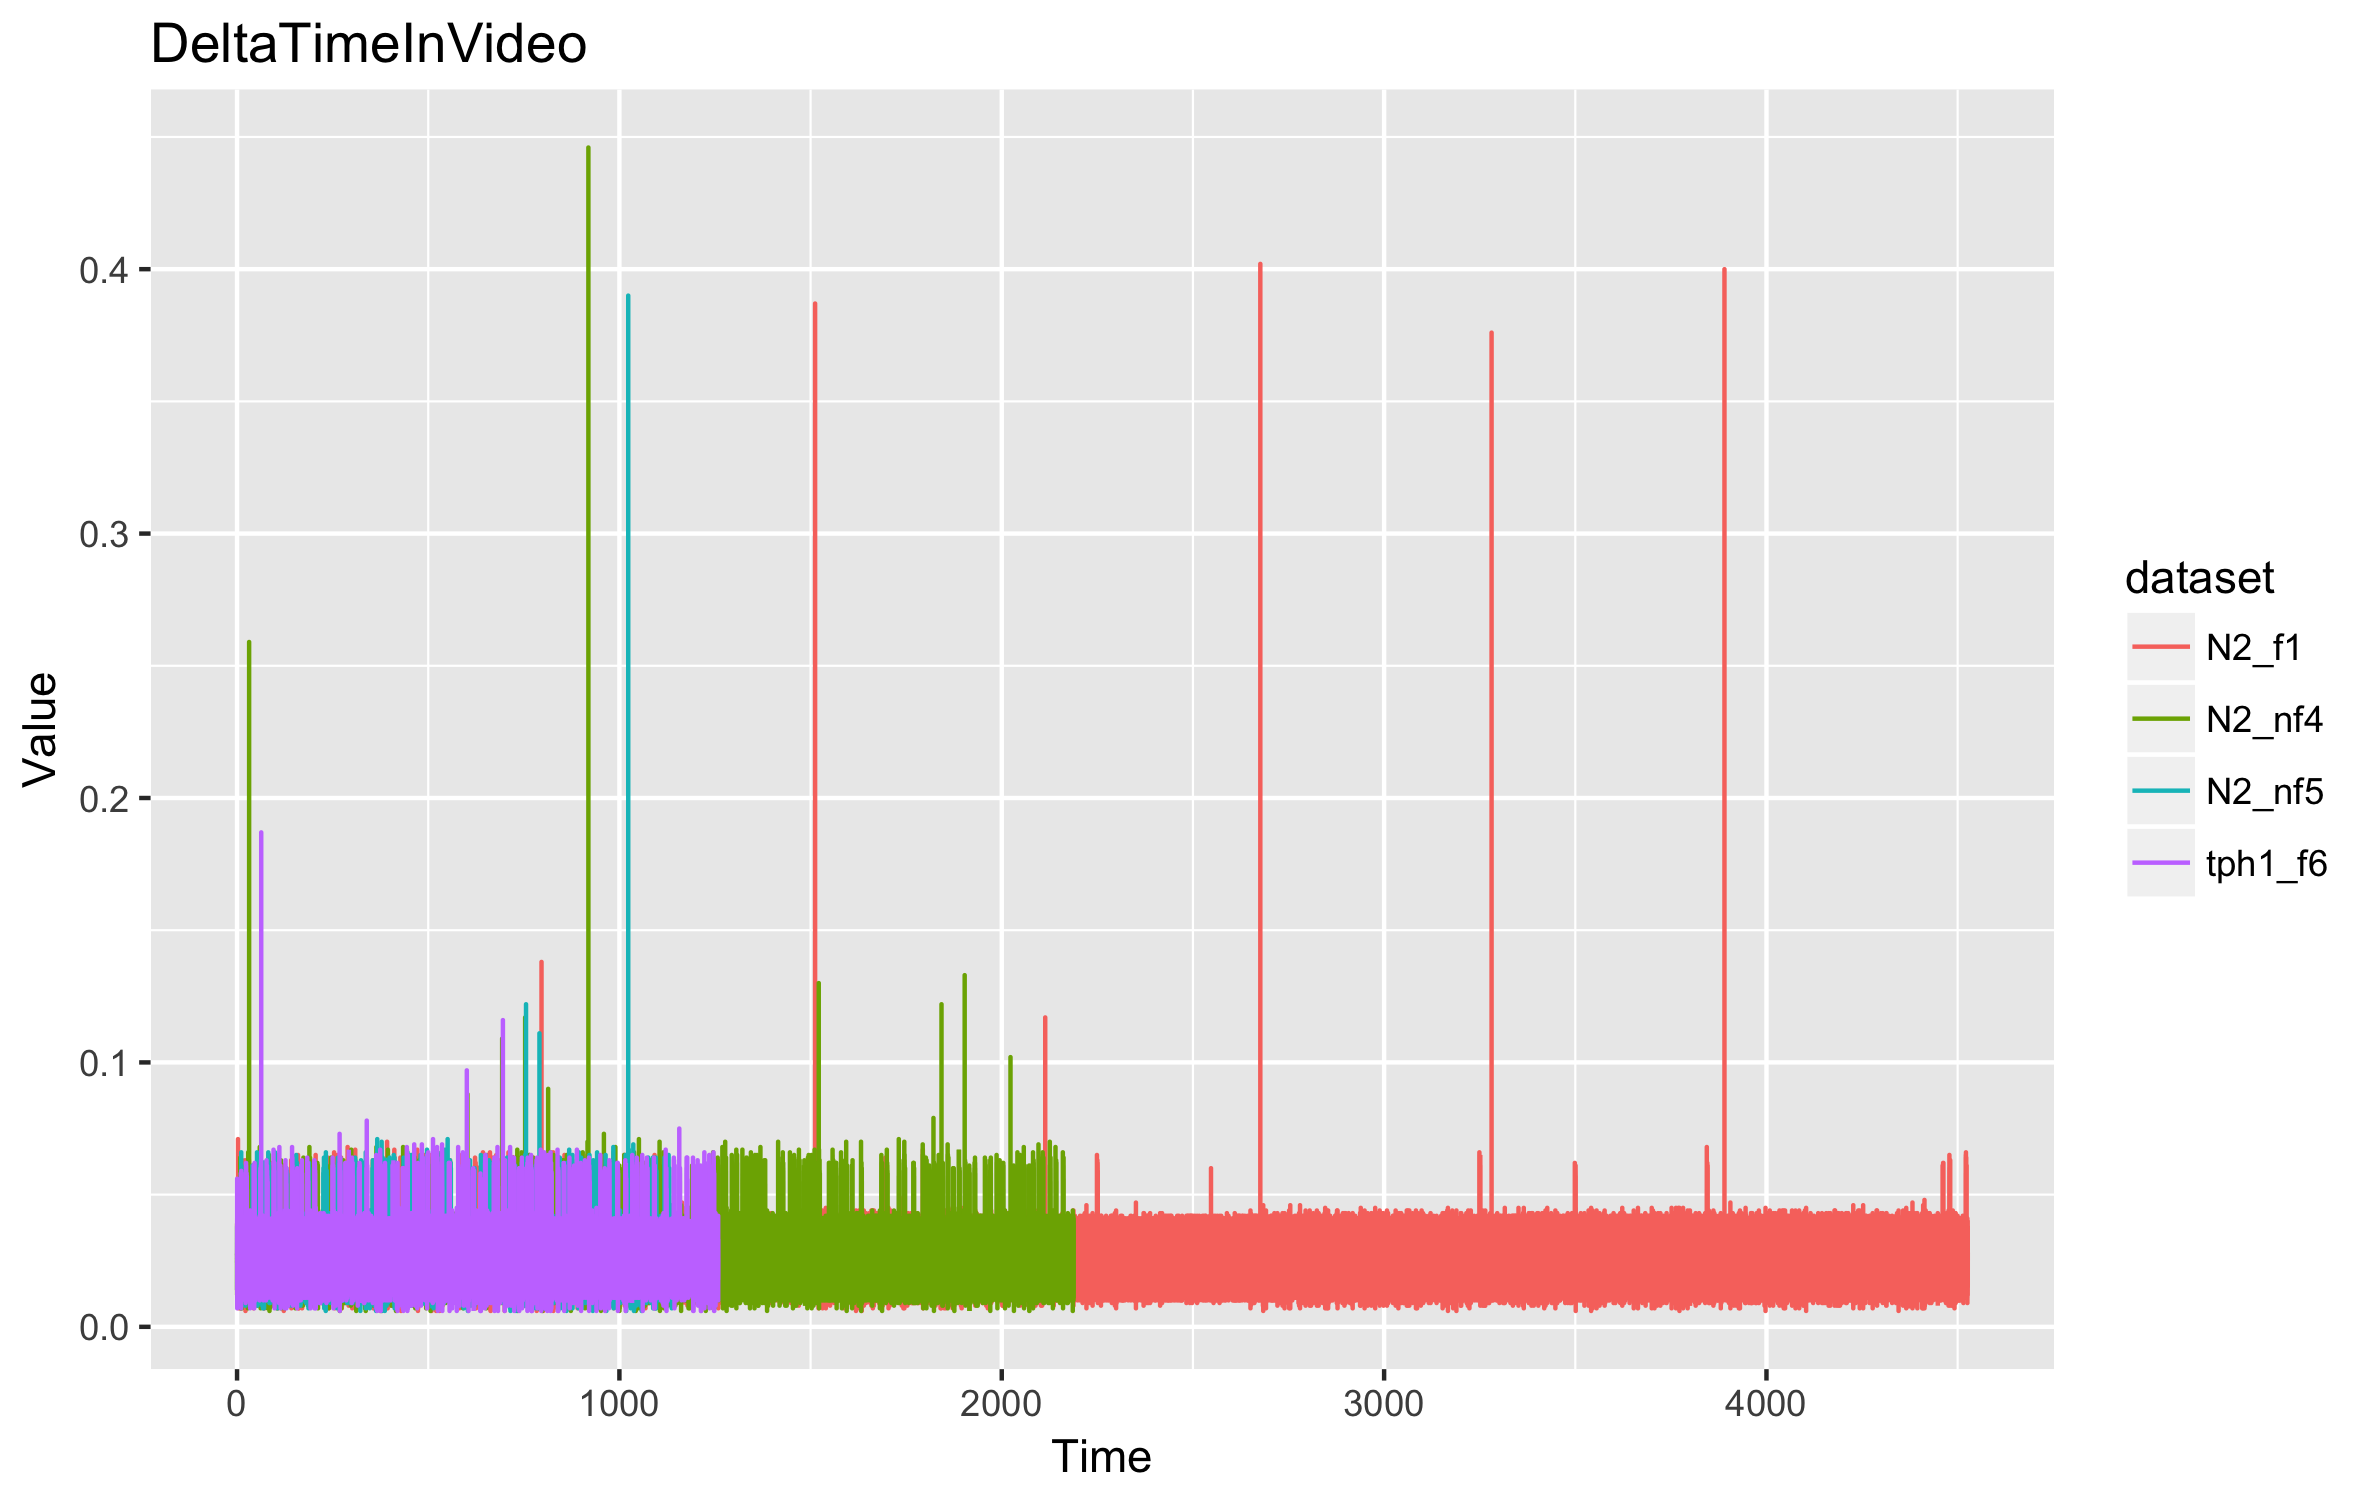 DeltaTimeInVideo
0.4
0.3
0.2
0.1
0.0
Value
0 1000 2000 3000 4000
Time
dataset
N2_f1
N2_nf4
N2_nf5
tph1_f6